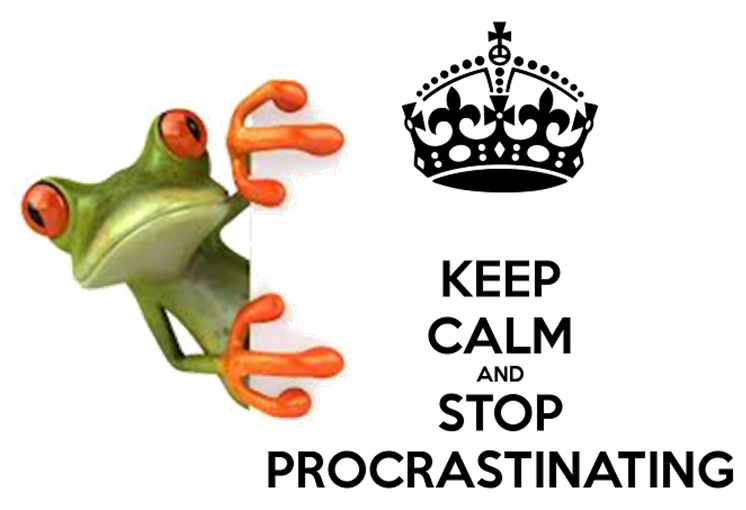 KEEP
CALM
AND
STOP
PROCRASTINATING